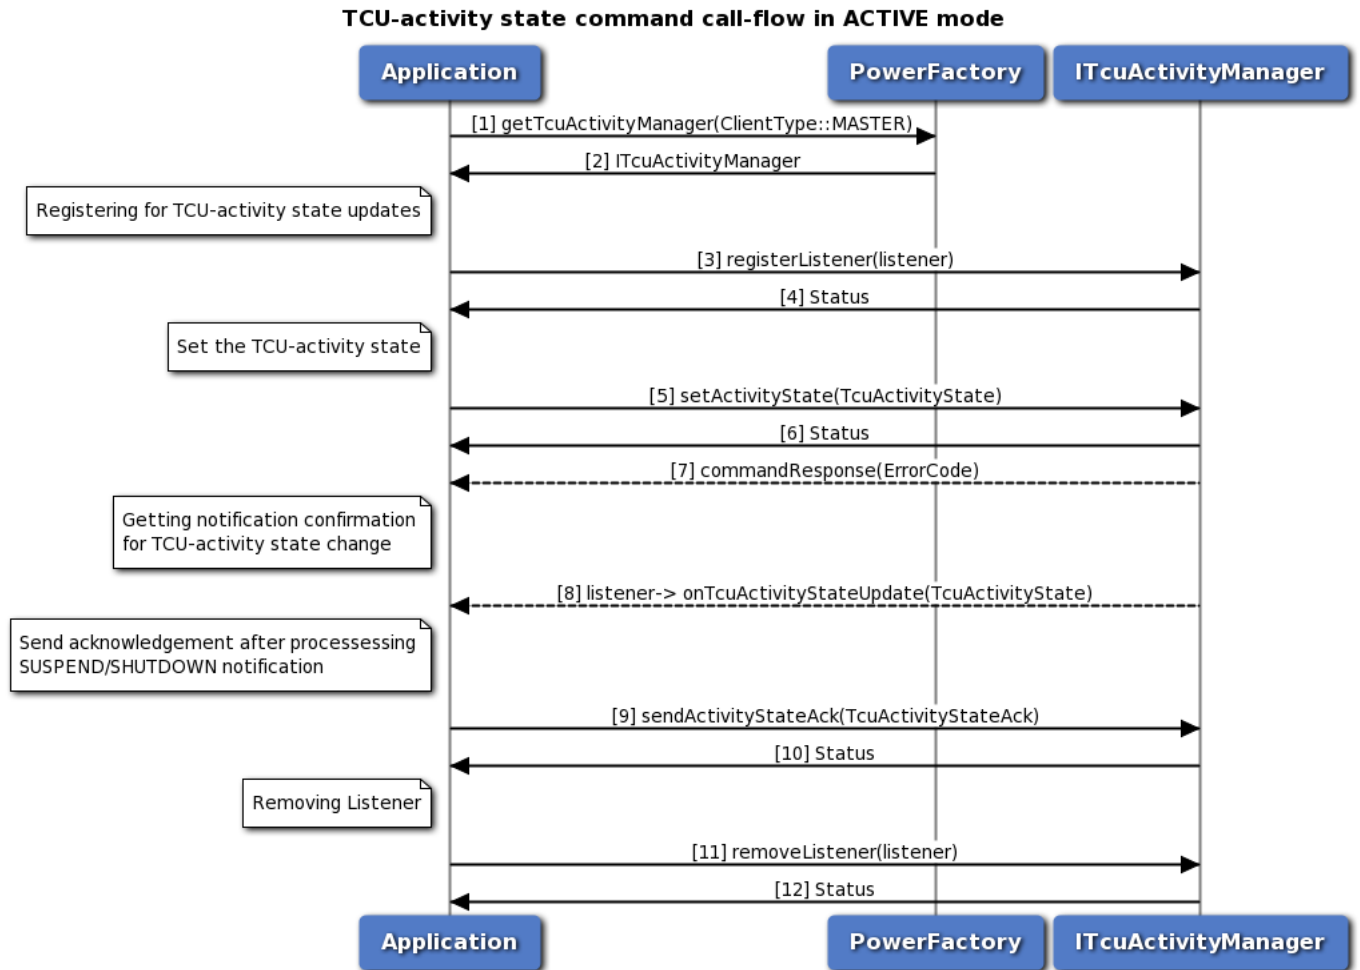 TCU-activity state command call-flow in ACTIVE mode
Application
PowerFactory
ITcuActivityManager
[1] getTcuActivityManager(ClientType::MASTER)
[2] ITcuActivityManager
Registering for TCU-activity state updates
[3] registerListener(listener)
[4] Status
Set the TCU-activity state
[5] setActivityState(TcuActivityState)
[6] Status
[7] commandResponse(ErrorCode)
Getting notification confirmation
for TCU-activity state change
[8] listener-> onTcuActivityStateUpdate(TcuActivityState)
Send acknowledgement after processessing
SUSPEND/SHUTDOWN notification
[9] sendActivityStateAck(TcuActivityStateAck)
[10] Status
Removing Listener
[11] removeListener(listener)
[12] Status
Application
PowerFactory
ITcuActivityManager